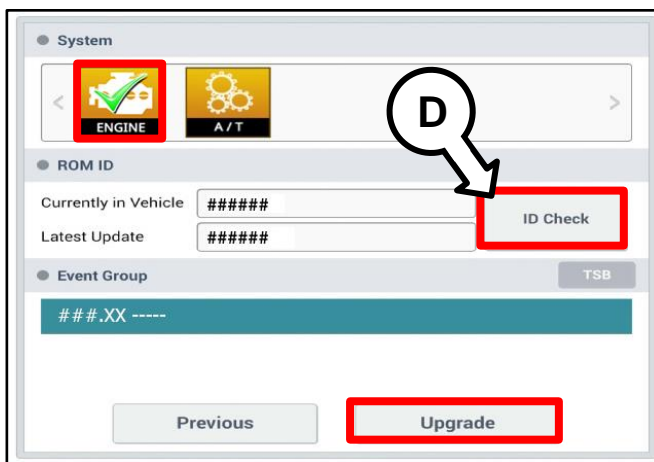 System
< ENGINE A/T >
D
ROM ID
Currently in Vehicle ######
ID Check
Latest Update ######
Event Group TSB
###.XX -----
Previous Upgrade